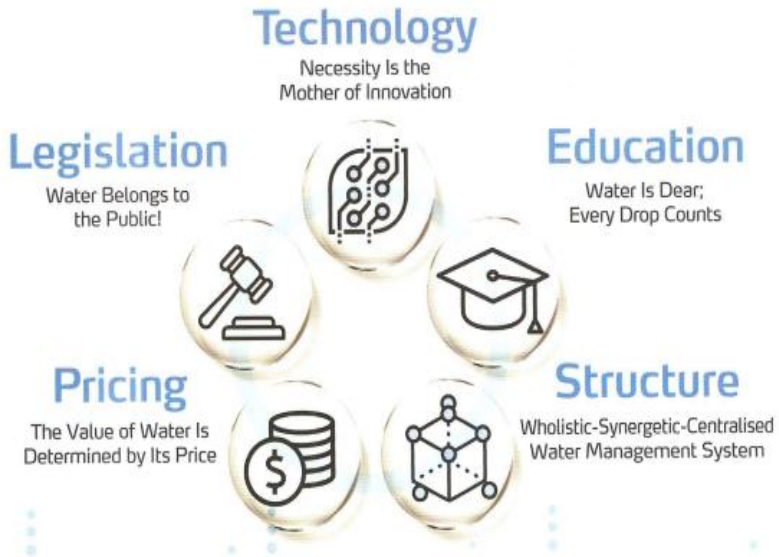 Technology
Necessity Is the
Mother of Innovation
Legislation
Water Belongs to
the Public!
Education
Water Is Dear;
Every Drop Counts
Pricing
The Value of Water Is
Determined by Its Price
$
Structure
Wholistic-Synergetic-Centralised
Water Management System